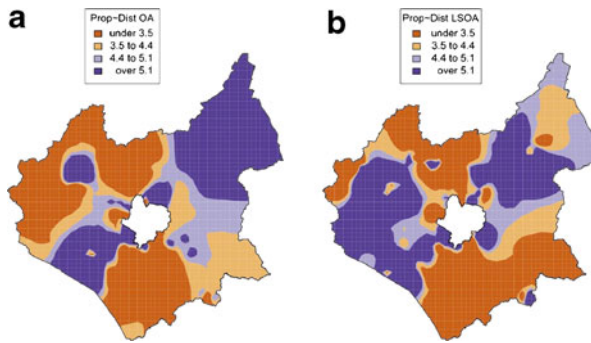 a
Prop~Dist OA
under 3.5
3.5 to 4.4
4.4 to 5.1
over 5.1
b
Prop~Dist LSOA
under 3.5
3.5 to 4.4
4.4 to 5.1
over 5.1